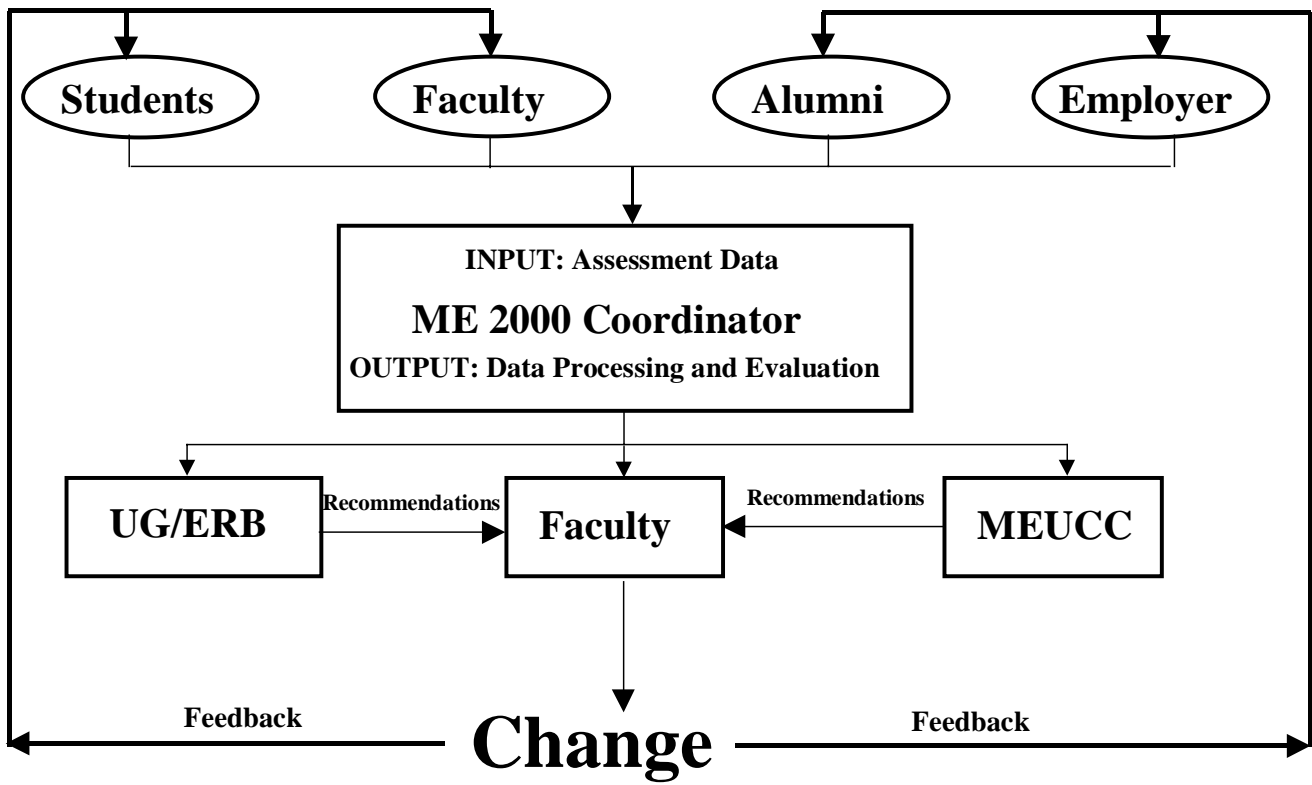 Students
Faculty
Alumni
Employer
INPUT: Assessment Data
ME 2000 Coordinator
OUTPUT: Data Processing and Evaluation
UG/ERB
Recommendations
Faculty
Recommendations
MEUCC
Feedback
Change
Feedback